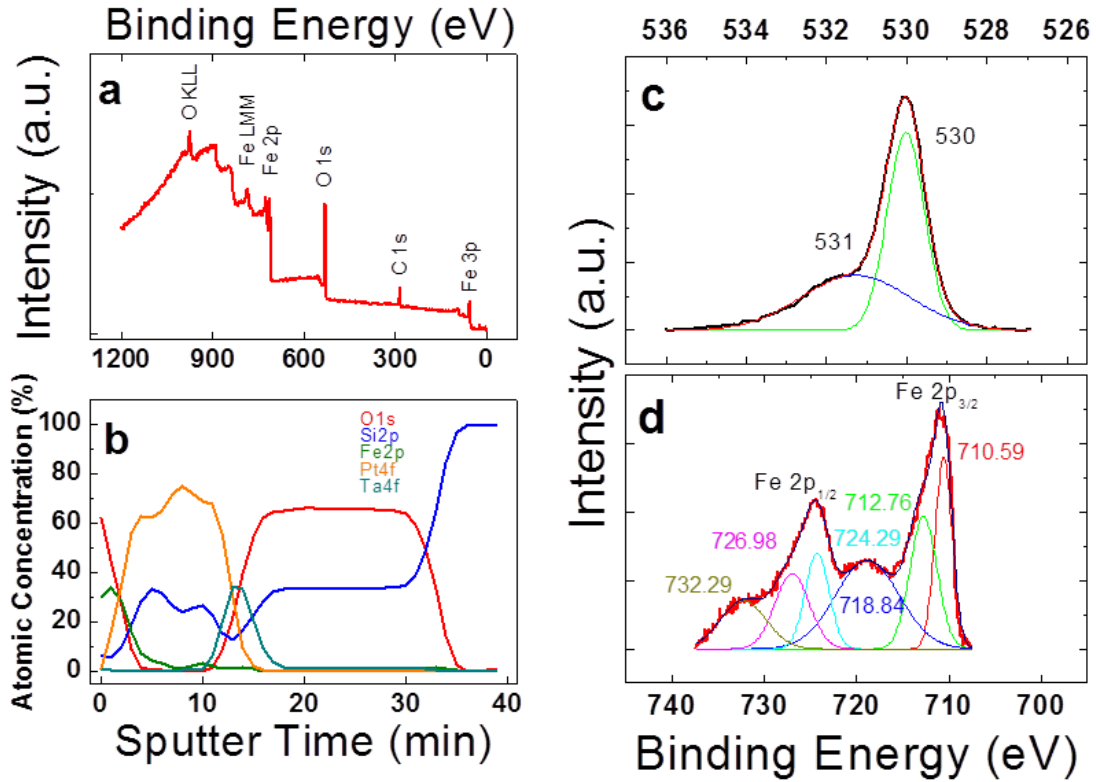 Binding Energy (eV)
Intensity (a.u.)
a
O KLL
Fe LMM
Fe 2p
O 1s
C 1s
Fe 3p
1200 900 600 300 0
Atomic Concentration (%)
b
O1s
Si2p
Fe2p
Pt4f
Ta4f
100
80
60
40
20
0
0 10 20 30 40
Sputter Time (min)
536 534 532 530 528 526
c
530
531
Intensity (a.u.)
d
Fe 2p3/2
710.59
Fe 2p1/2
712.76
726.98 724.29
732.29
718.84
740 730 720 710 700
Binding Energy (eV)